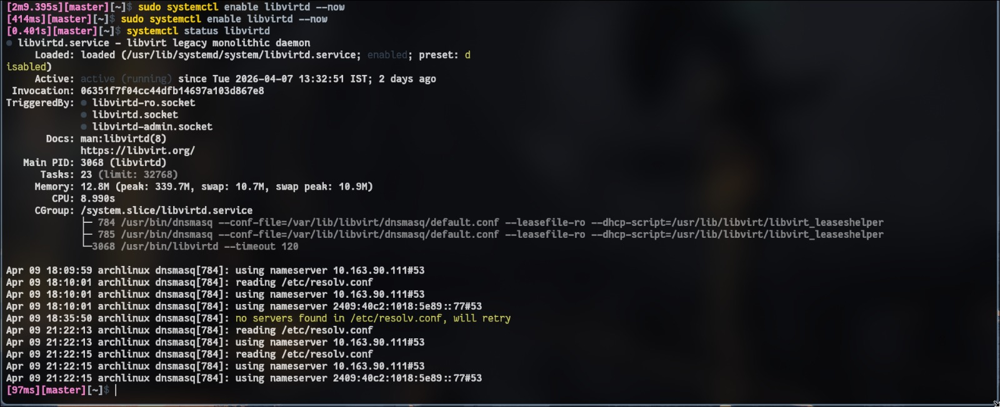 [2m9.395s][master][~]$ sudo systemctl enable libvirtd --now
[414ms][master][~]$ sudo systemctl enable libvirtd --now
[0.401s][master][~]$ systemctl status libvirtd
● libvirtd.service - libvirt legacy monolithic daemon
     Loaded: loaded (/usr/lib/systemd/system/libvirtd.service; enabled; preset: d
isabled)
     Active: active (running) since Tue 2026-04-07 13:32:51 IST; 2 days ago
 Invocation: 06351f7f04cc44dfb14697a103d867e8
TriggeredBy: ● libvirtd-ro.socket
             ● libvirtd.socket
             ● libvirtd-admin.socket
       Docs: man:libvirtd(8)
             https://libvirt.org/
   Main PID: 3068 (libvirtd)
      Tasks: 23 (limit: 32768)
     Memory: 12.8M (peak: 339.7M, swap: 10.7M, swap peak: 10.9M)
        CPU: 8.990s
     CGroup: /system.slice/libvirtd.service
             ├─ 784 /usr/bin/dnsmasq --conf-file=/var/lib/libvirt/dnsmasq/default.conf --leasefile-ro --dhcp-script=/usr/lib/libvirt/libvirt_leaseshelper
             ├─ 785 /usr/bin/dnsmasq --conf-file=/var/lib/libvirt/dnsmasq/default.conf --leasefile-ro --dhcp-script=/usr/lib/libvirt/libvirt_leaseshelper
             └─3068 /usr/bin/libvirtd --timeout 120

Apr 09 18:09:59 archlinux dnsmasq[784]: using nameserver 10.163.90.111#53
Apr 09 18:10:01 archlinux dnsmasq[784]: reading /etc/resolv.conf
Apr 09 18:10:01 archlinux dnsmasq[784]: using nameserver 10.163.90.111#53
Apr 09 18:10:01 archlinux dnsmasq[784]: using nameserver 2409:40c2:1018:5e89::77#53
Apr 09 18:35:50 archlinux dnsmasq[784]: no servers found in /etc/resolv.conf, will retry
Apr 09 21:22:13 archlinux dnsmasq[784]: reading /etc/resolv.conf
Apr 09 21:22:13 archlinux dnsmasq[784]: using nameserver 10.163.90.111#53
Apr 09 21:22:15 archlinux dnsmasq[784]: reading /etc/resolv.conf
Apr 09 21:22:15 archlinux dnsmasq[784]: using nameserver 10.163.90.111#53
Apr 09 21:22:15 archlinux dnsmasq[784]: using nameserver 2409:40c2:1018:5e89::77#53
[97ms][master][~]$